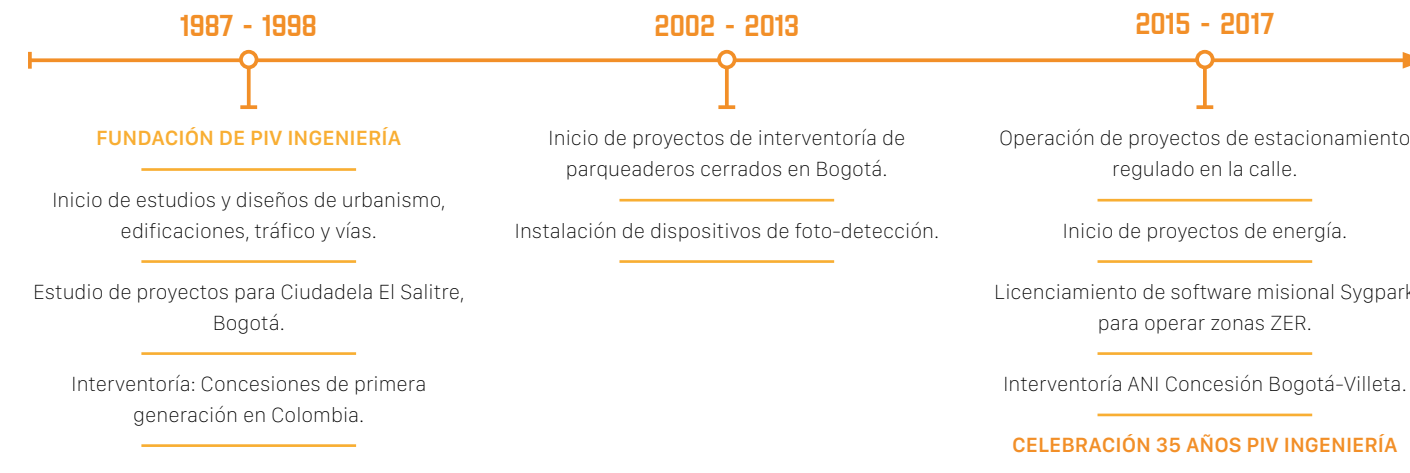 1987 - 1998
FUNDACIÓN DE PIV INGENIERÍA
Inicio de estudios y diseños de urbanismo,
edificaciones, tráfico y vías.
Estudio de proyectos para Ciudadela El Salitre,
Bogotá.
Interventoría: Concesiones de primera
generación en Colombia.
2002 - 2013
Inicio de proyectos de interventoría de
parqueaderos cerrados en Bogotá.
Instalación de dispositivos de foto-detección.
2015 - 2017
Operación de proyectos de estacionamiento
regulado en la calle.
Inicio de proyectos de energía.
Licenciamiento de software misional Sygpark
para operar zonas ZER.
Interventoría ANI Concesión Bogotá-Villeta.
CELEBRACIÓN 35 AÑOS PIV INGENIERÍA